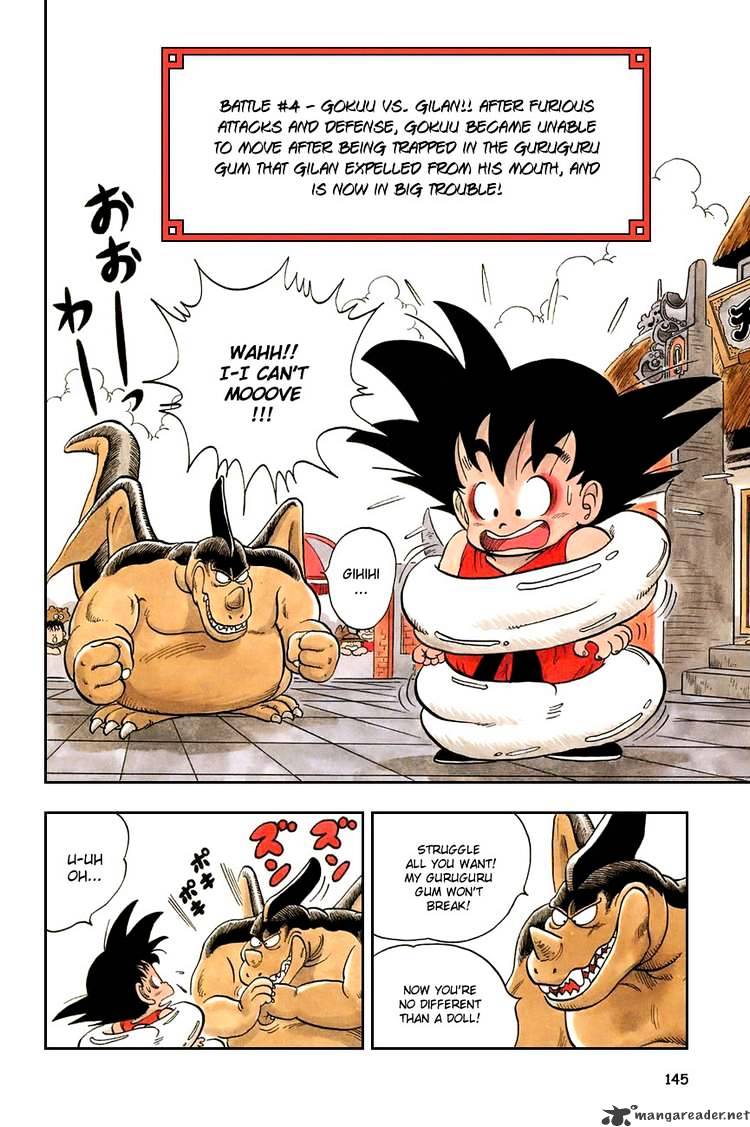 BATTLE #4 – GOKUU VS. GILAN!! AFTER FURIOUS
ATTACKS AND DEFENSE, GOKUU BECAME UNABLE
TO MOVE AFTER BEING TRAPPED IN THE GURUGURU
GUM THAT GILAN EXPELLED FROM HIS MOUTH, AND
IS NOW IN BIG TROUBLE!
おおーーわーっ
WAHH!!
I-I CAN'T
MOOOVE
!!!
GIHIHI
...
U-UH
OH...
ポキポキ
ズンズン
STRUGGLE
ALL YOU WANT!
MY GURUGURU
GUM WON'T
BREAK!
NOW YOU'RE
NO DIFFERENT
THAN A DOLL!
145
mangareader.net